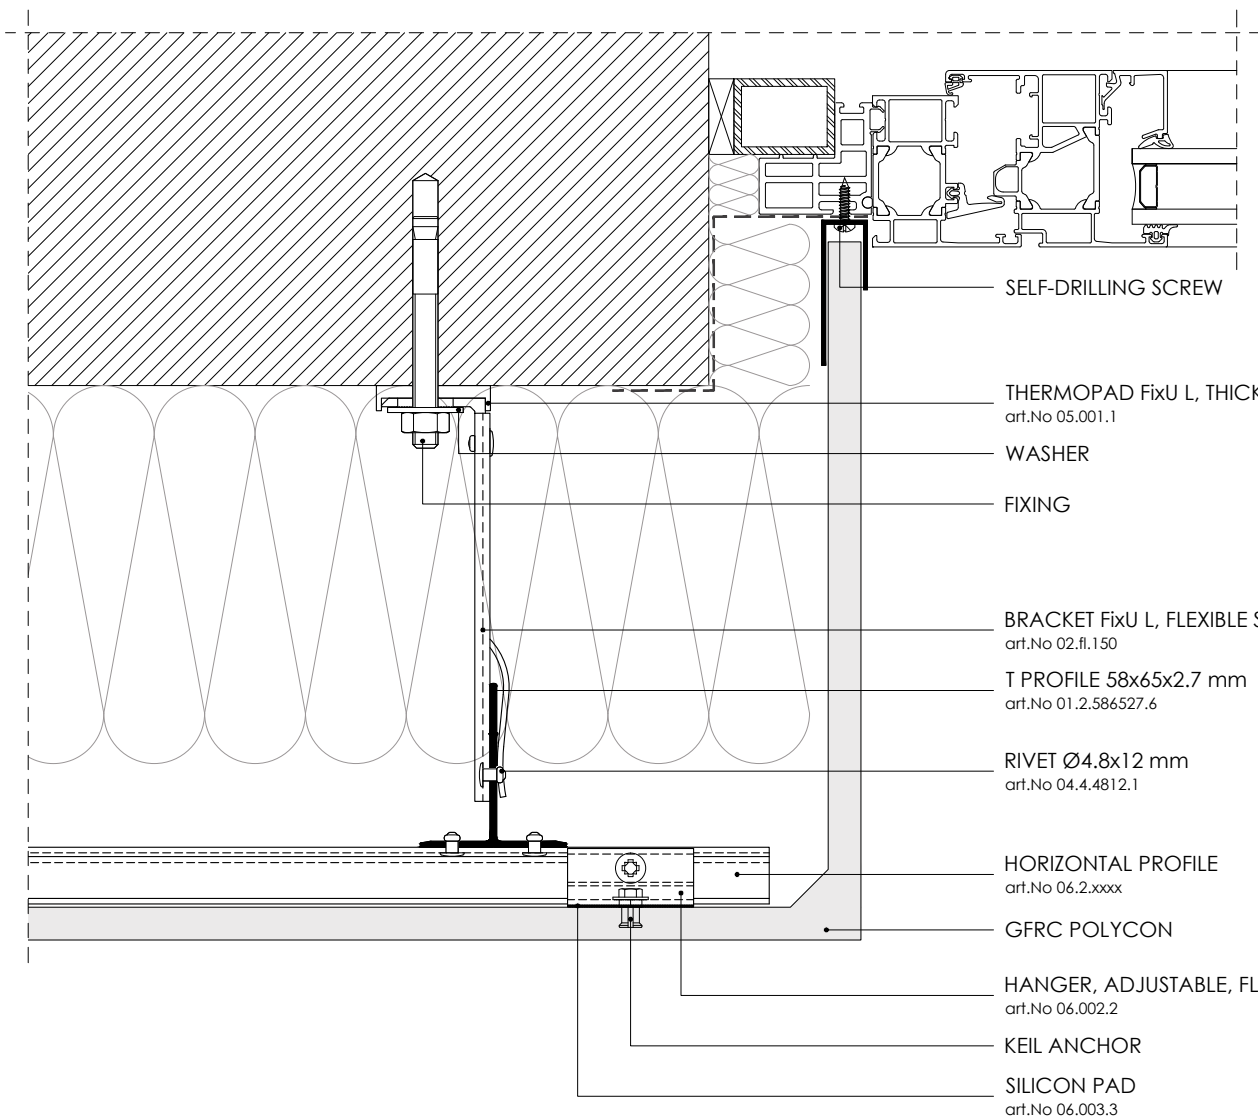 SELF-DRILLING SCREW
THERMOPAD FixU L, THICK
art.No 05.001.1
WASHER
FIXING
BRACKET FixU L, FLEXIBLE S
art.No 02.fl.150
T PROFILE 58x65x2.7 mm
art.No 01.2.586527.6
RIVET Ø4.8x12 mm
art.No 04.4.4812.1
HORIZONTAL PROFILE
art.No 06.2.xxxx
GFRC POLYCON
HANGER, ADJUSTABLE, FL
art.No 06.002.2
KEIL ANCHOR
SILICON PAD
art.No 06.003.3